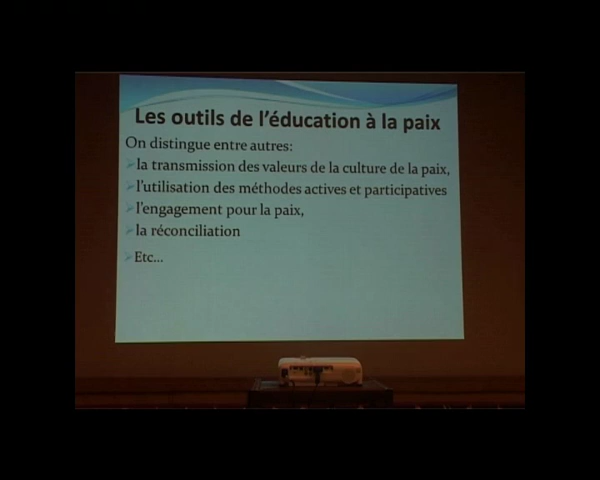 Les outils de l'éducation à la paix
On distingue entre autres:
la transmission des valeurs de la culture de la paix,
l'utilisation des méthodes actives et participatives
l'engagement pour la paix,
la réconciliation
Etc...